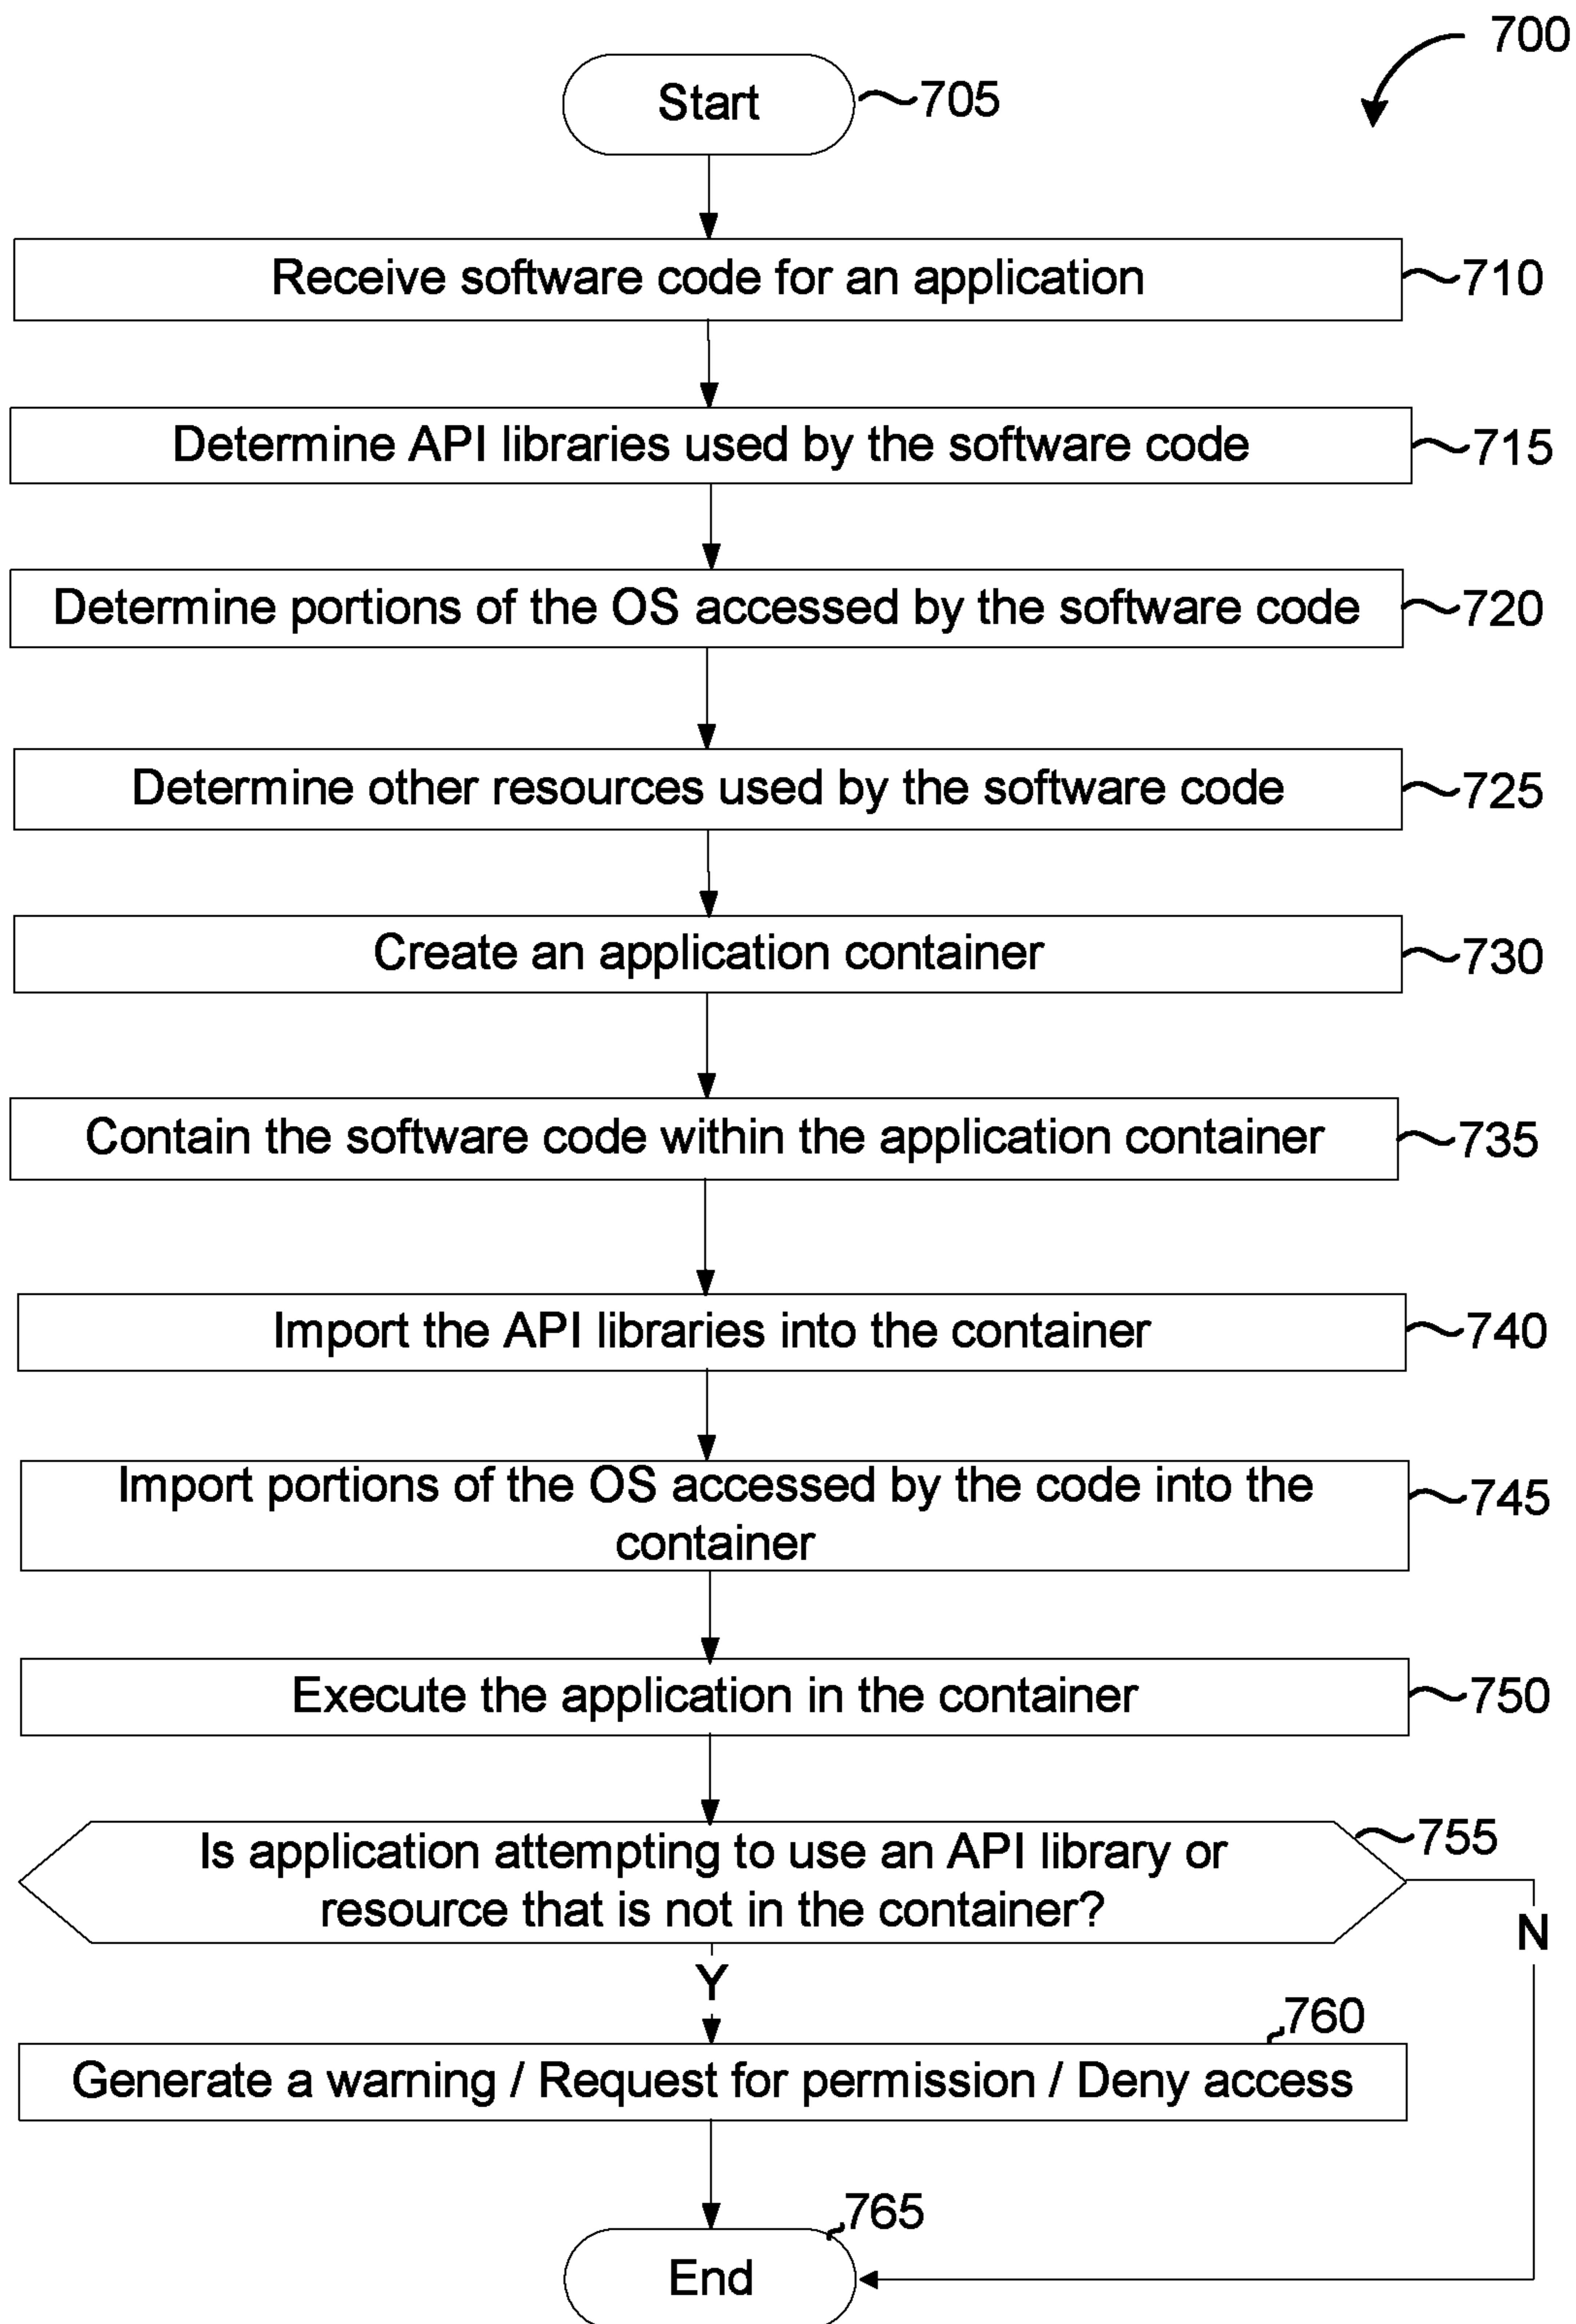 700
Start
705
Receive software code for an application
710
Determine API libraries used by the software code
715
Determine portions of the OS accessed by the software code
720
Determine other resources used by the software code
725
Create an application container
730
Contain the software code within the application container
735
Import the API libraries into the container
740
Import portions of the OS accessed by the code into the
container
745
Execute the application in the container
750
Is application attempting to use an API library or
resource that is not in the container?
755
N
Y
760
Generate a warning / Request for permission / Deny access
765
End